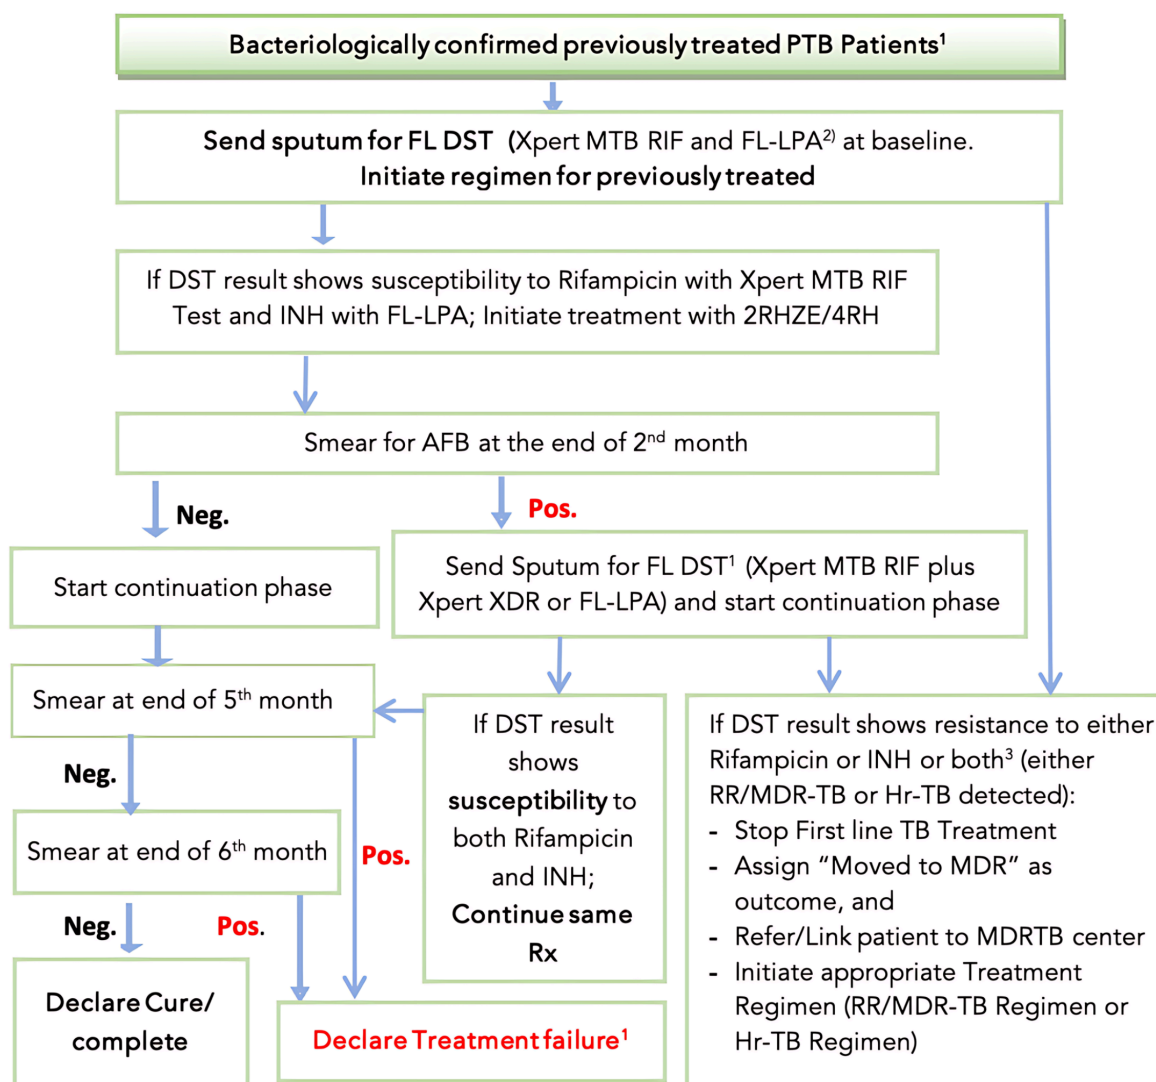 Bacteriologically confirmed previously treated PTB Patients¹
Send sputum for FL DST (Xpert MTB RIF and FL-LPA²⁾ at baseline.
Initiate regimen for previously treated
If DST result shows susceptibility to Rifampicin with Xpert MTB RIF
Test and INH with FL-LPA; Initiate treatment with 2RHZE/4RH
Smear for AFB at the end of 2ⁿᵈ month
Neg.
Pos.
Start continuation phase
Send Sputum for FL DST¹ (Xpert MTB RIF plus
Xpert XDR or FL-LPA) and start continuation phase
Smear at end of 5ᵗʰ month
Neg.
Pos.
Smear at end of 6ᵗʰ month
Neg.
Pos.
Declare Cure/
complete
Declare Treatment failure¹
If DST result
shows
susceptibility to
both Rifampicin
and INH;
Continue same
Rx
If DST result shows resistance to either
Rifampicin or INH or both³ (either
RR/MDR-TB or Hr-TB detected):
- Stop First line TB Treatment
- Assign “Moved to MDR” as
outcome, and
- Refer/Link patient to MDRTB center
- Initiate appropriate Treatment
Regimen (RR/MDR-TB Regimen or
Hr-TB Regimen)